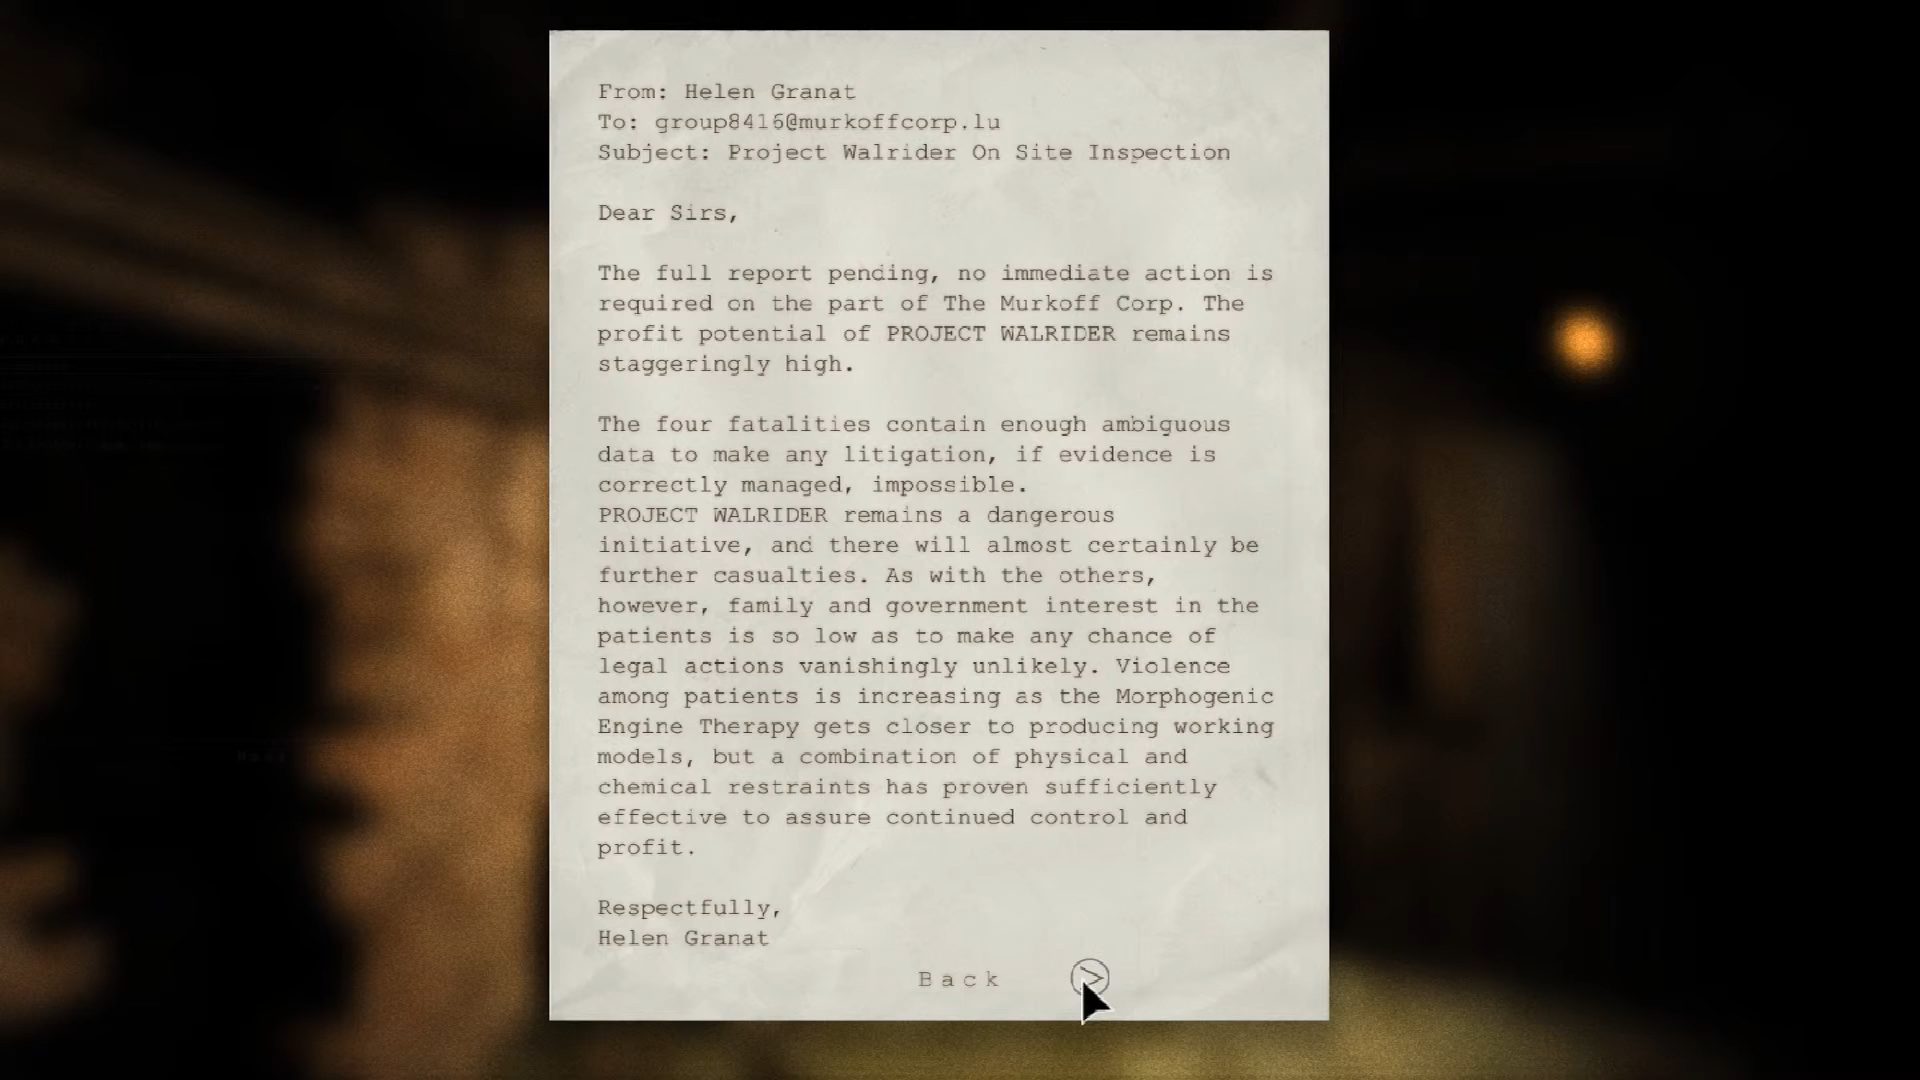 From: Helen Granat
To: group8416@murkoffcorp.lu
Subject: Project Walrider On Site Inspection
Dear Sirs,
The full report pending, no immediate action is
required on the part of The Murkoff Corp. The
profit potential of PROJECT WALRIDER remains
staggeringly high.
The four fatalities contain enough ambiguous
data to make any litigation, if evidence is
correctly managed, impossible.
PROJECT WALRIDER remains a dangerous
initiative, and there will almost certainly be
further casualties. As with the others,
however, family and government interest in the
patients is so low as to make any chance of
legal actions vanishingly unlikely. Violence
among patients is increasing as the Morphogenic
Engine Therapy gets closer to producing working
models, but a combination of physical and
chemical restraints has proven sufficiently
effective to assure continued control and
profit.
Respectfully,
Helen Granat
Back >